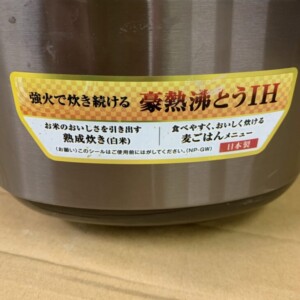 強火で炊き続ける 豪熱沸とうIH
お米のおいしさを引き出す
熟成炊き(白米)
食べやすく、おいしく炊ける
麦ごはんメニュー
(お願い)このシールはご使用前にはがしてください。(NP-GW)
日本製